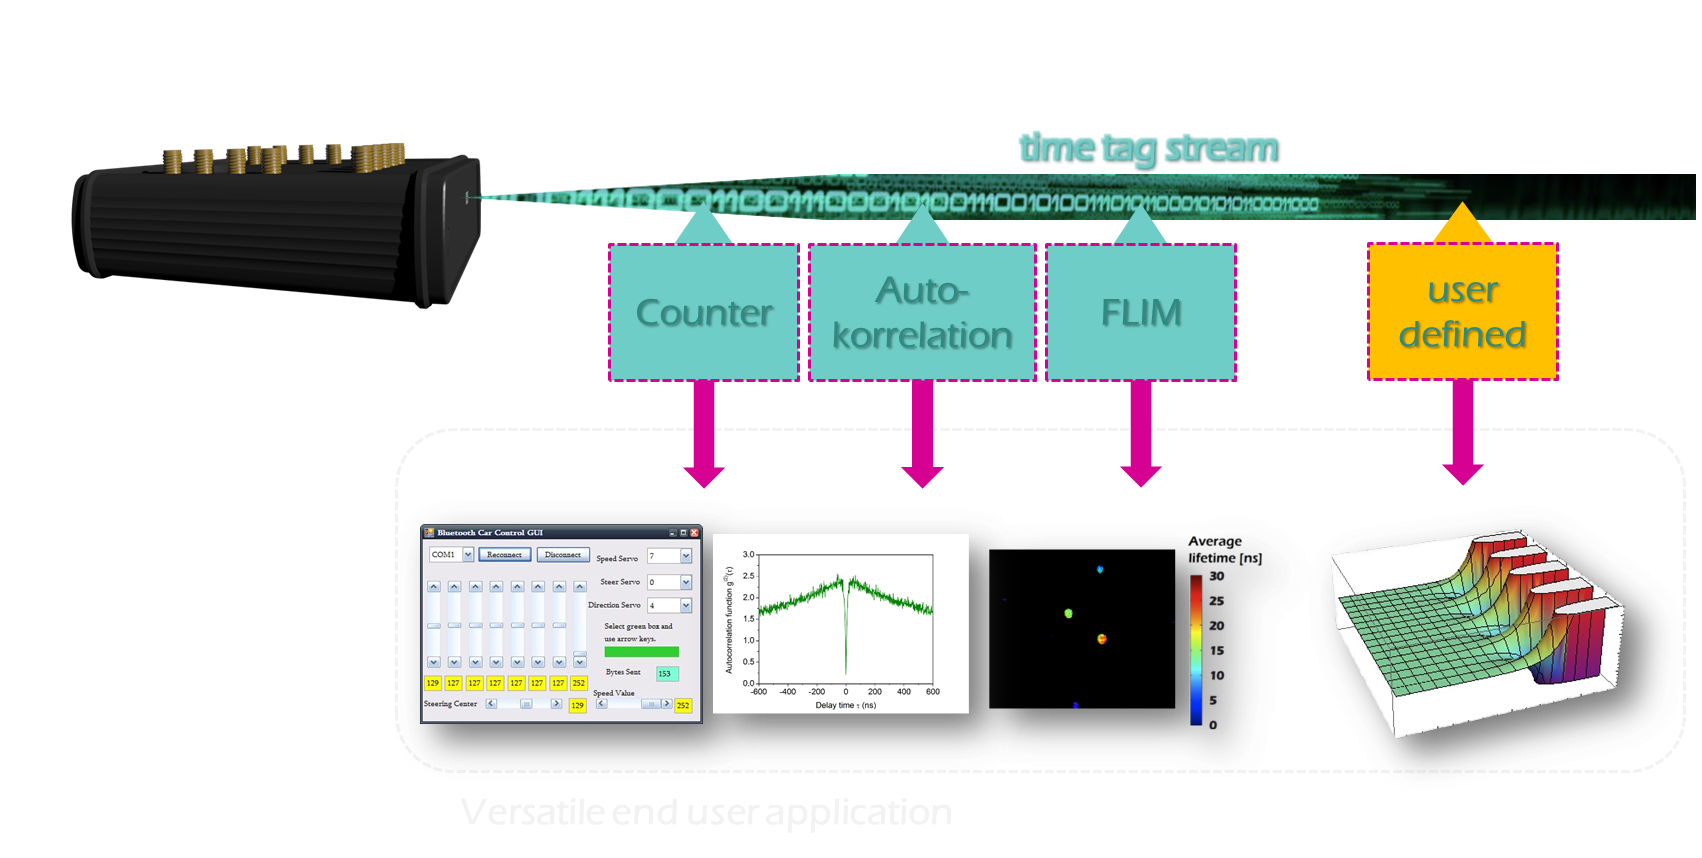 time tag stream
01001100101110010100111001010011101011000101101011000
Counter
Auto-
korrelation
FLIM
user
defined
Bluetooth Car Control GUI
COM1
Reconnect
Disconnect
Speed Servo
7
Steer Servo
0
Direction Servo
4
Select green box and
use arrow keys.
Bytes Sent
153
129 127 127 127 127 127 127 252
Speed Value
Steering Center
129
252
Autocorrelation function g⁽²⁾(τ)
3.0
2.5
2.0
1.5
1.0
0.5
0.0
-600 -400 -200 0 200 400 600
Delay time τ (ns)
Average
lifetime [ns]
30
25
20
15
10
5
0
Versatile end user application